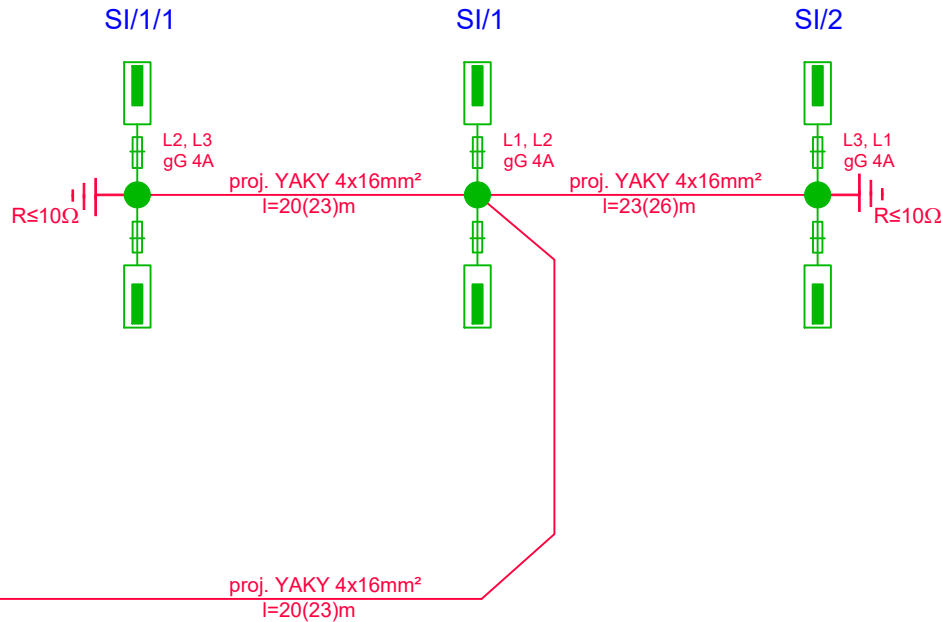 SI/1/1
SI/1
SI/2
L2, L3
gG 4A
L1, L2
gG 4A
L3, L1
gG 4A
proj. YAKY 4x16mm²
l=20(23)m
proj. YAKY 4x16mm²
l=23(26)m
R≤10Ω
R≤10Ω
proj. YAKY 4x16mm²
l=20(23)m